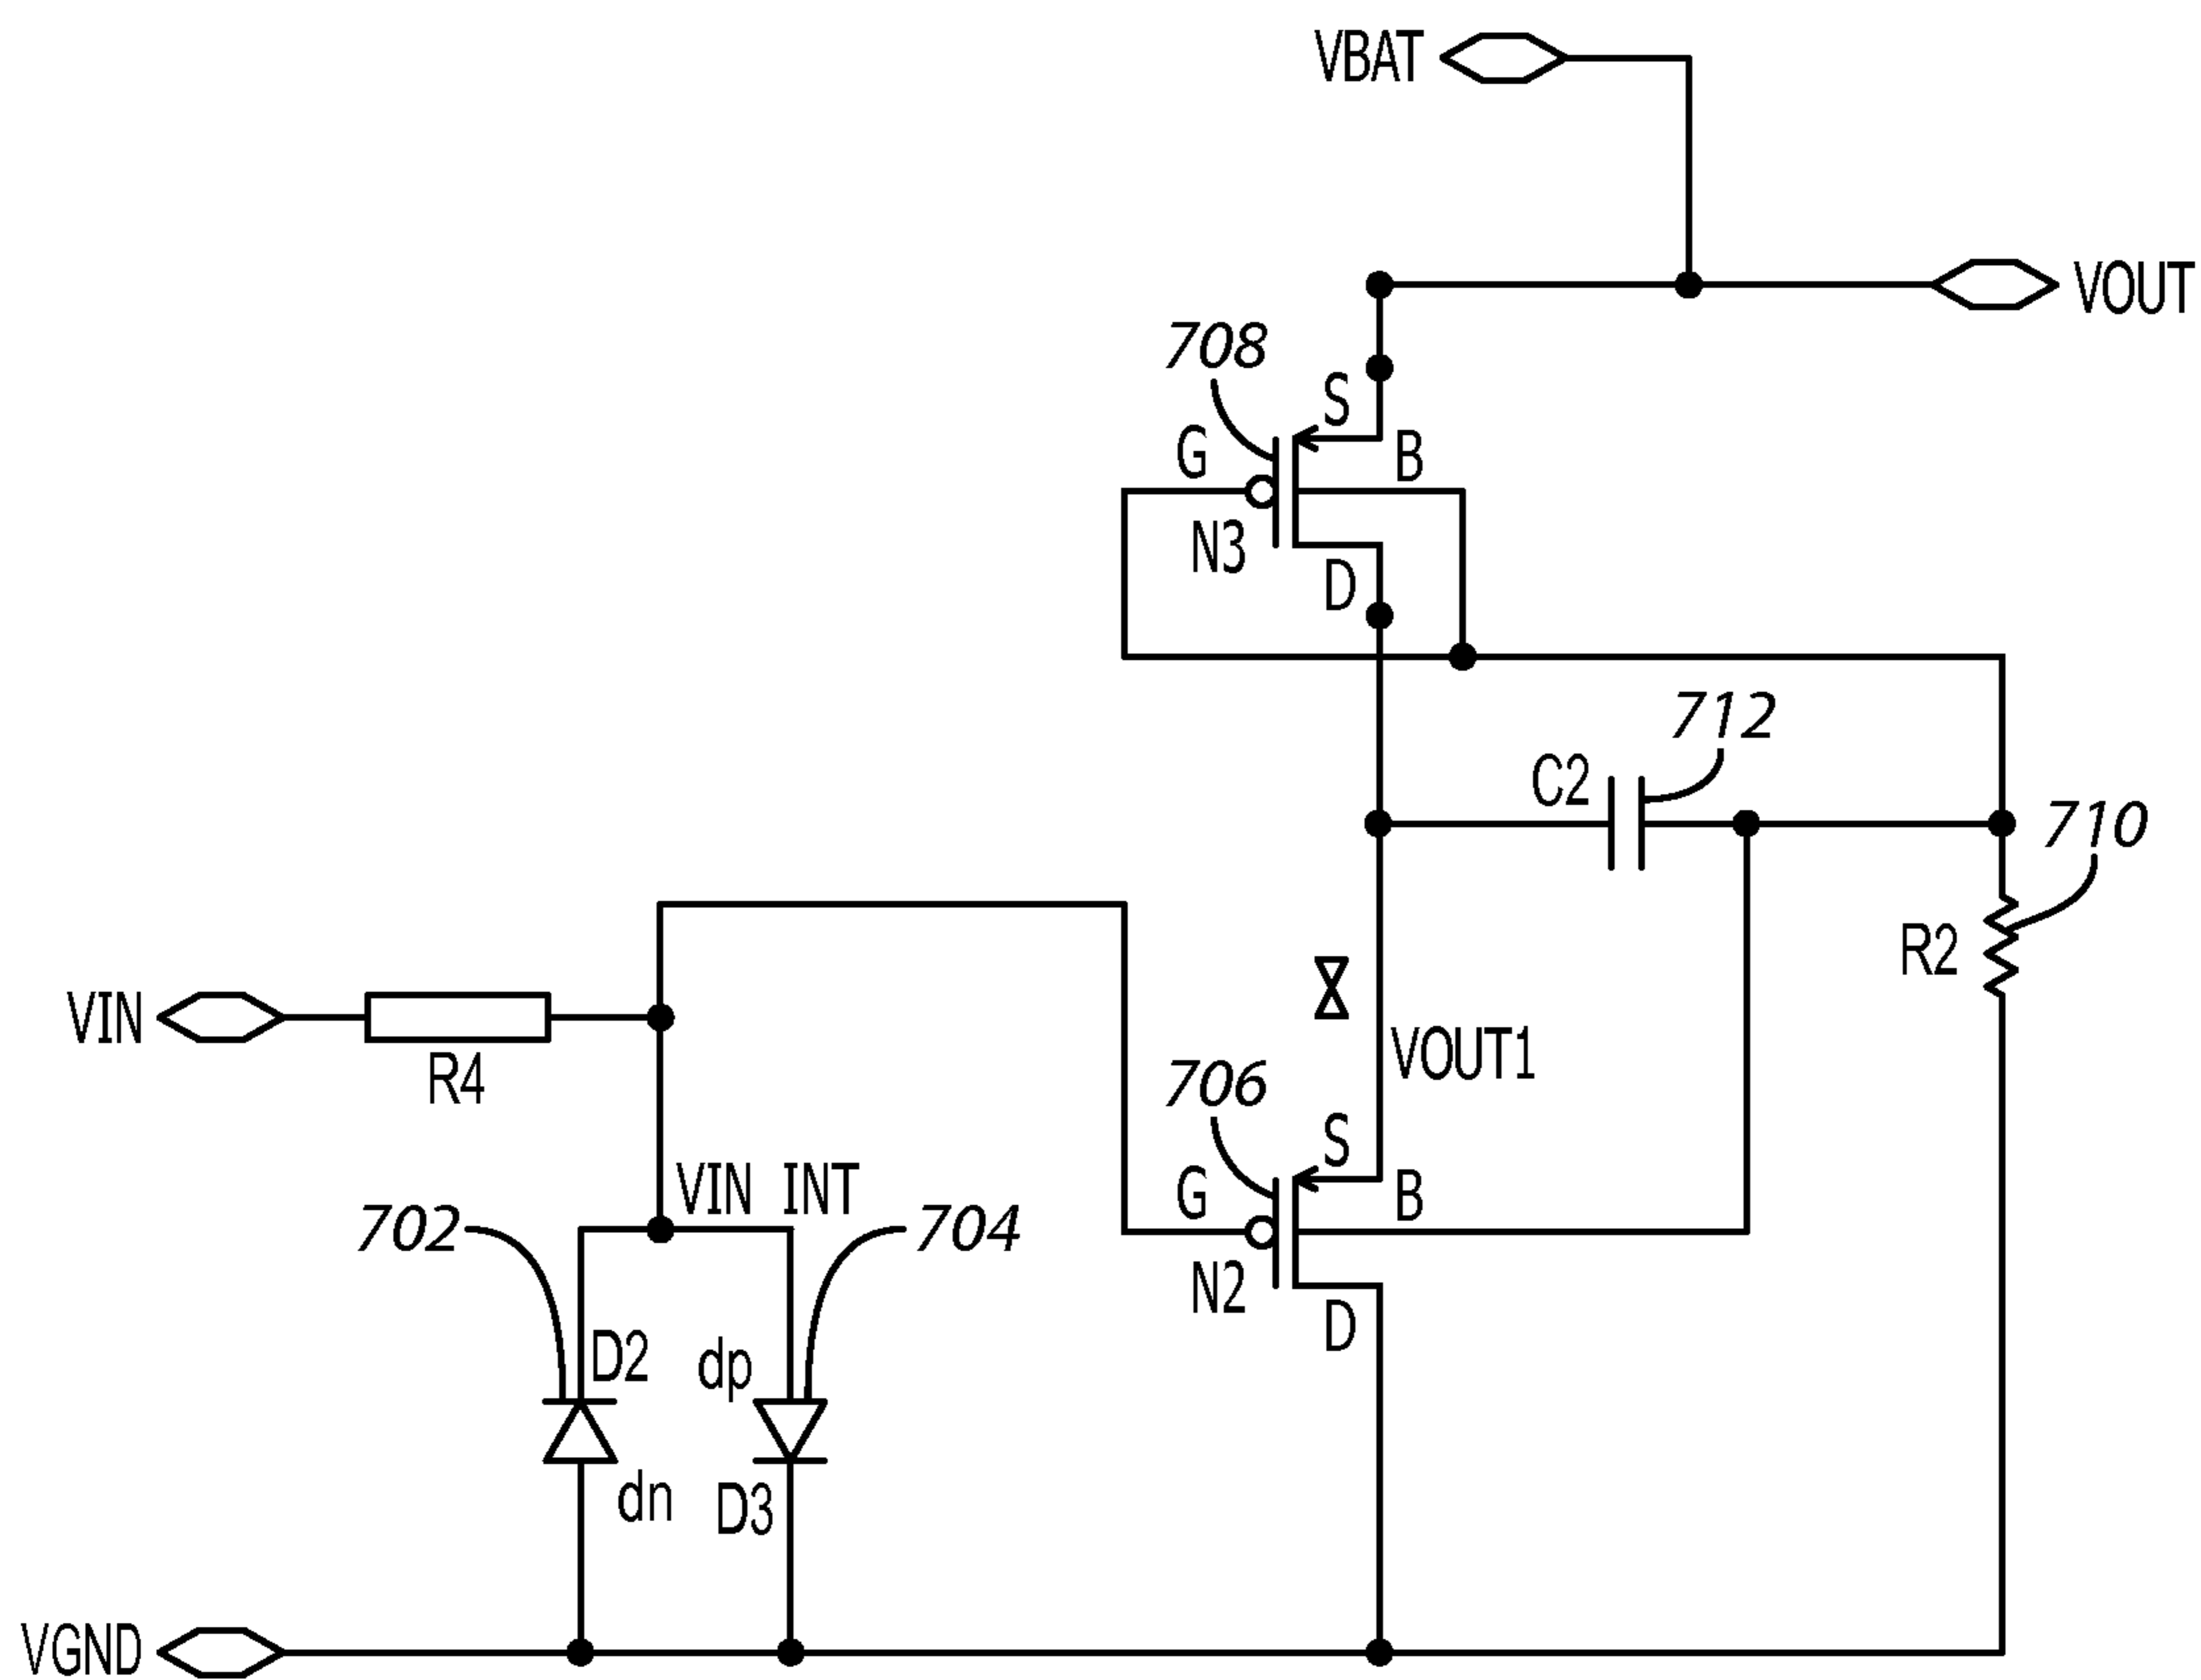 VBAT
VOUT
708
S
G
B
N3
D
712
C2
710
R2
VIN
R4
VOUT1
706
S
G
B
N2
D
VIN INT
702
704
D2
dp
dn
D3
VGND